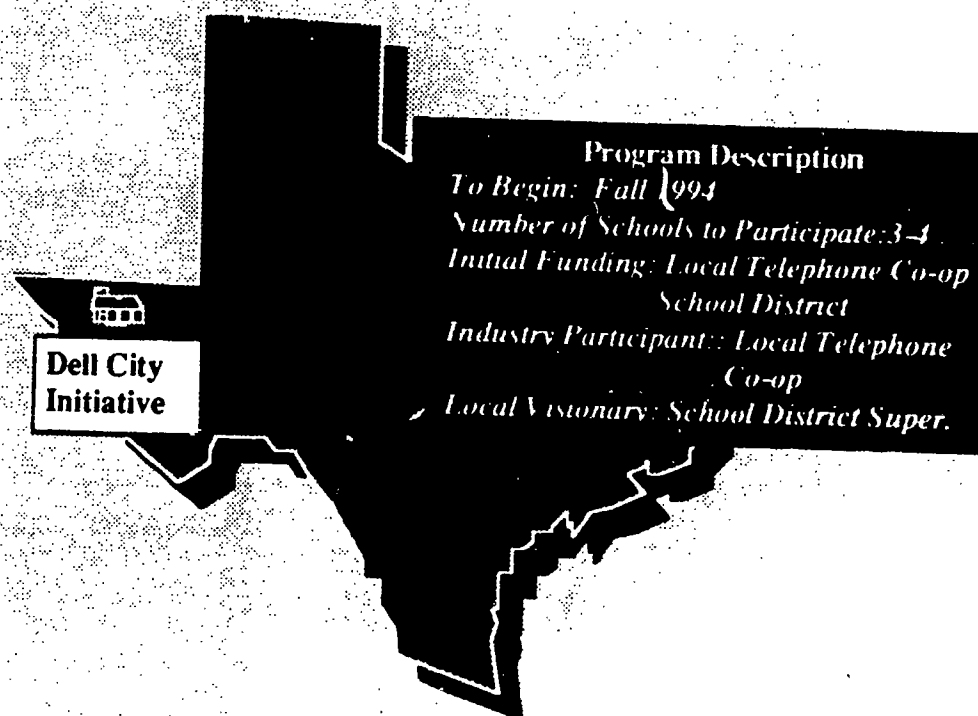 Program Description
To Begin: Fall 1994
Number of Schools to Participate:3-4
Initial Funding: Local Telephone Co-op
School District
Industry Participant:: Local Telephone
Co-op
Local Visionary: School District Super.
Dell City
Initiative